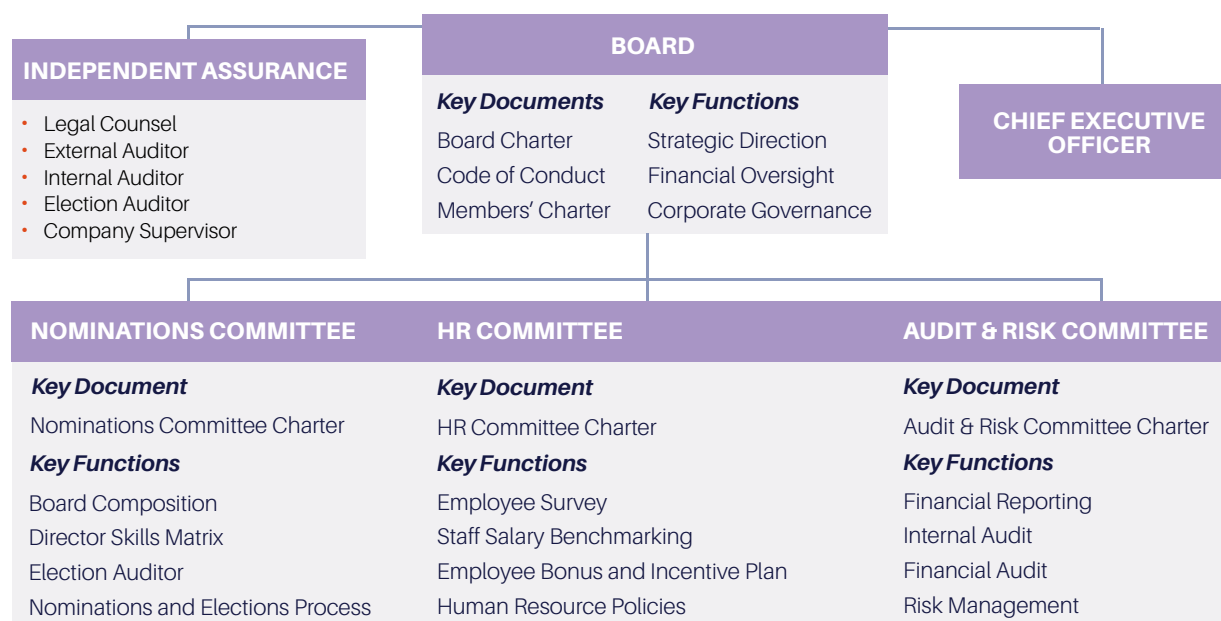 BOARD
Key Documents
Board Charter
Code of Conduct
Members’ Charter
Key Functions
Strategic Direction
Financial Oversight
Corporate Governance
INDEPENDENT ASSURANCE
• Legal Counsel
• External Auditor
• Internal Auditor
• Election Auditor
• Company Supervisor
CHIEF EXECUTIVE
OFFICER
NOMINATIONS COMMITTEE
Key Document
Nominations Committee Charter
Key Functions
Board Composition
Director Skills Matrix
Election Auditor
Nominations and Elections Process
HR COMMITTEE
Key Document
HR Committee Charter
Key Functions
Employee Survey
Staff Salary Benchmarking
Employee Bonus and Incentive Plan
Human Resource Policies
AUDIT & RISK COMMITTEE
Key Document
Audit & Risk Committee Charter
Key Functions
Financial Reporting
Internal Audit
Financial Audit
Risk Management